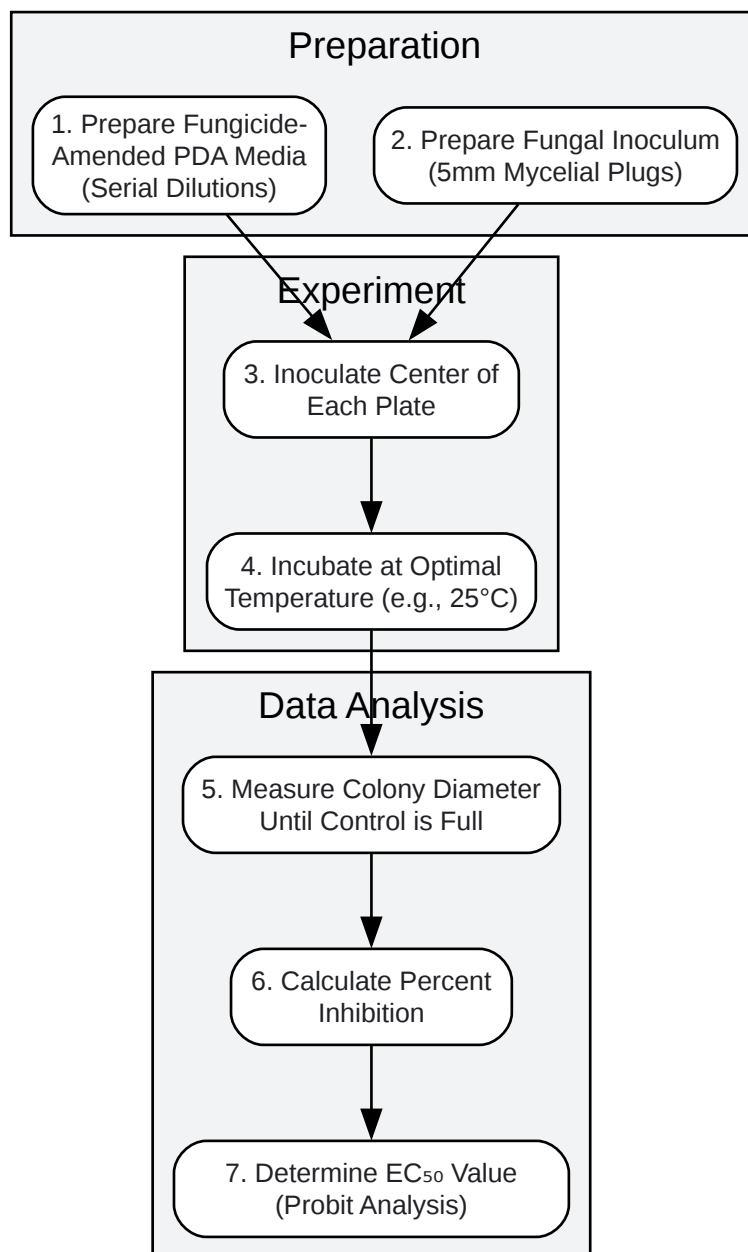 Preparation
1. Prepare Fungicide-
Amended PDA Media
(Serial Dilutions)
2. Prepare Fungal Inoculum
(5mm Mycelial Plugs)
Experiment
3. Inoculate Center of
Each Plate
4. Incubate at Optimal
Temperature (e.g., 25°C)
Data Analysis
5. Measure Colony Diameter
Until Control is Full
6. Calculate Percent
Inhibition
7. Determine EC₅₀ Value
(Probit Analysis)